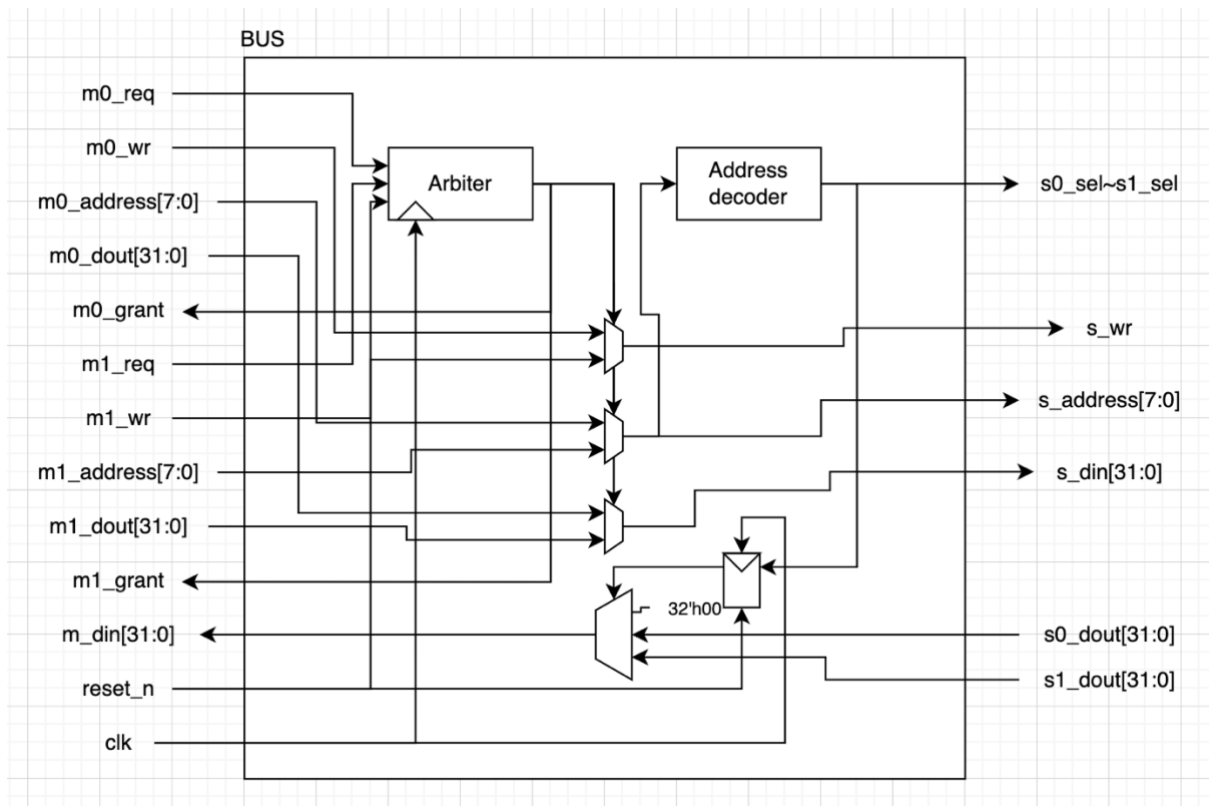 BUS
m0_req
m0_wr
m0_address[7:0]
m0_dout[31:0]
m0_grant
m1_req
m1_wr
m1_address[7:0]
m1_dout[31:0]
m1_grant
m_din[31:0]
reset_n
clk
Arbiter
Address
decoder
32'h00
s0_sel~s1_sel
s_wr
s_address[7:0]
s_din[31:0]
s0_dout[31:0]
s1_dout[31:0]